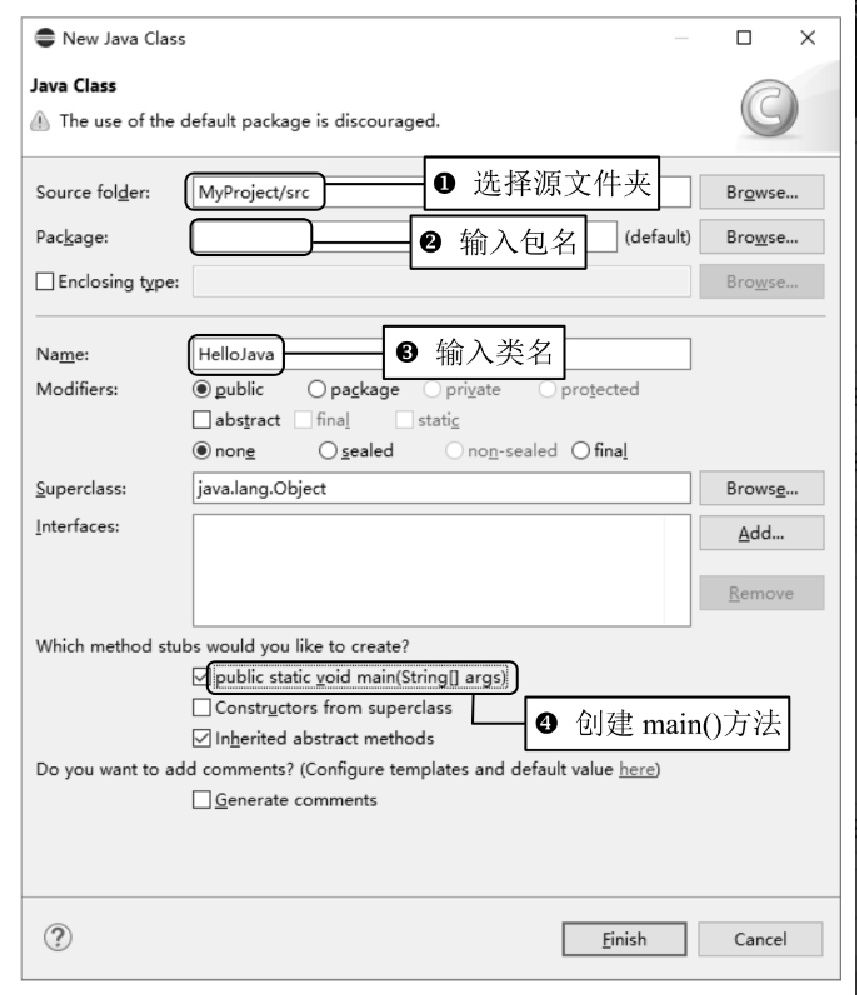 New Java Class
Java Class
The use of the default package is discouraged.
Source folder: MyProject/src ❶ 选择源文件夹 Browse...
Package: ❷ 输入包名 (default) Browse...
Enclosing type: Browse...
Name: HelloJava ❸ 输入类名
Modifiers: public package private protected
abstract final static
none sealed non-sealed final
Superclass: java.lang.Object Browse...
Interfaces: Add...
Remove
Which method stubs would you like to create?
public static void main(String[] args)
Constructors from superclass
❹ 创建 main()方法
Inherited abstract methods
Do you want to add comments? (Configure templates and default value here)
Generate comments
? Finish Cancel